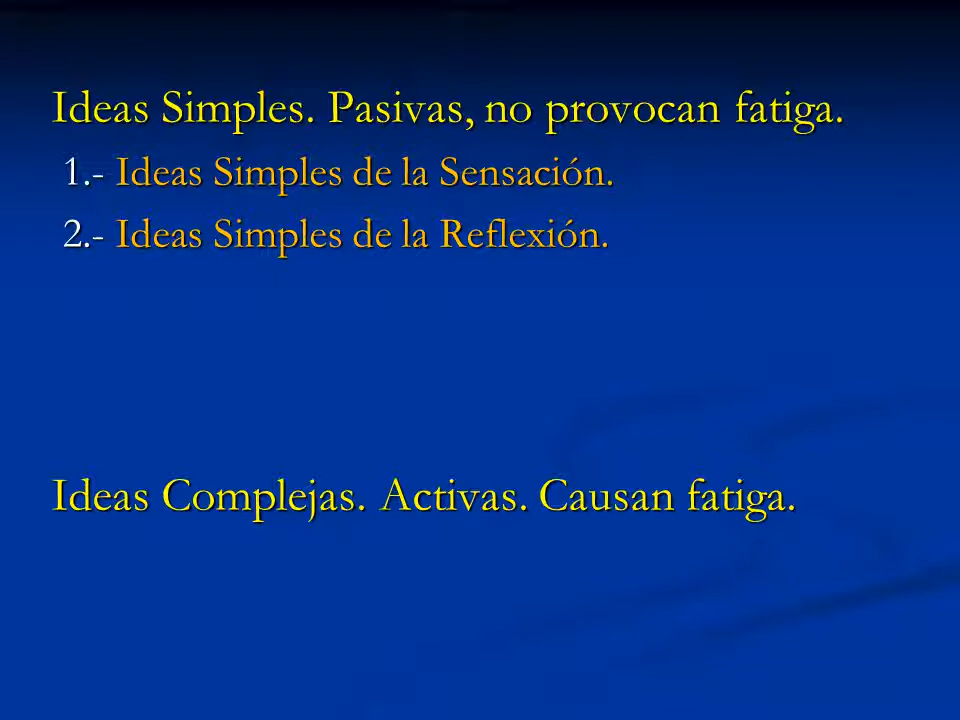 Ideas Simples. Pasivas, no provocan fatiga.
1.- Ideas Simples de la Sensación.
2.- Ideas Simples de la Reflexión.
Ideas Complejas. Activas. Causan fatiga.